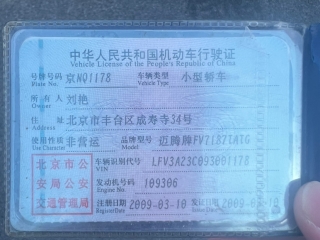 中华人民共和国机动车行驶证
Vehicle License of the People's Republic of China
号牌号码 京NQ1178 车辆类型 小型轿车
Plate No. Vehicle Type
所有人 刘艳
Owner
住址 北京市丰台区成寿寺34号
Address
使用性质 非营运 品牌型号 迈腾牌FV7187TATG
Use Character Model
北京市公 车辆识别代号 LFV3A23C093001178
VIN
安局公安 发动机号码 109306
Engine No.
交通管理局 注册日期 2009-03-10 发证日期 2009-03-10
Register Date Issue Date